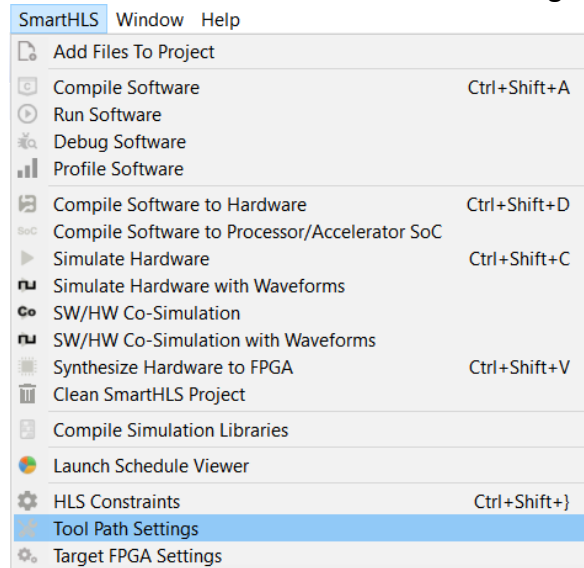 SmartHLS Window Help
Add Files To Project
C Compile Software Ctrl+Shift+A
Run Software
Debug Software
Profile Software
Compile Software to Hardware Ctrl+Shift+D
SoC Compile Software to Processor/Accelerator SoC
Simulate Hardware Ctrl+Shift+C
Simulate Hardware with Waveforms
Co SW/HW Co-Simulation
SW/HW Co-Simulation with Waveforms
Synthesize Hardware to FPGA Ctrl+Shift+V
Clean SmartHLS Project
Compile Simulation Libraries
Launch Schedule Viewer
HLS Constraints Ctrl+Shift+}
Tool Path Settings
Target FPGA Settings